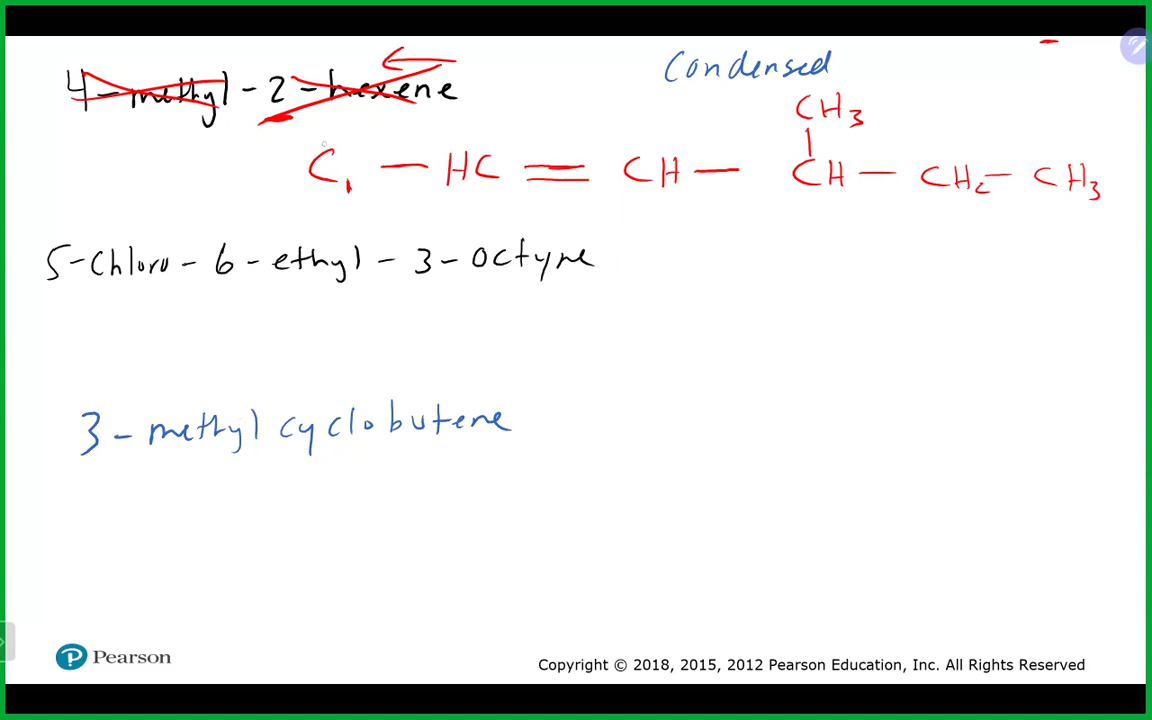 Condensed
4-methyl-2-hexene
CH3
C1 — HC = CH — CH — CH2 — CH3
5-chloro-6-ethyl-3-octyne
3-methyl cyclobutene
P Pearson
Copyright © 2018, 2015, 2012 Pearson Education, Inc. All Rights Reserved